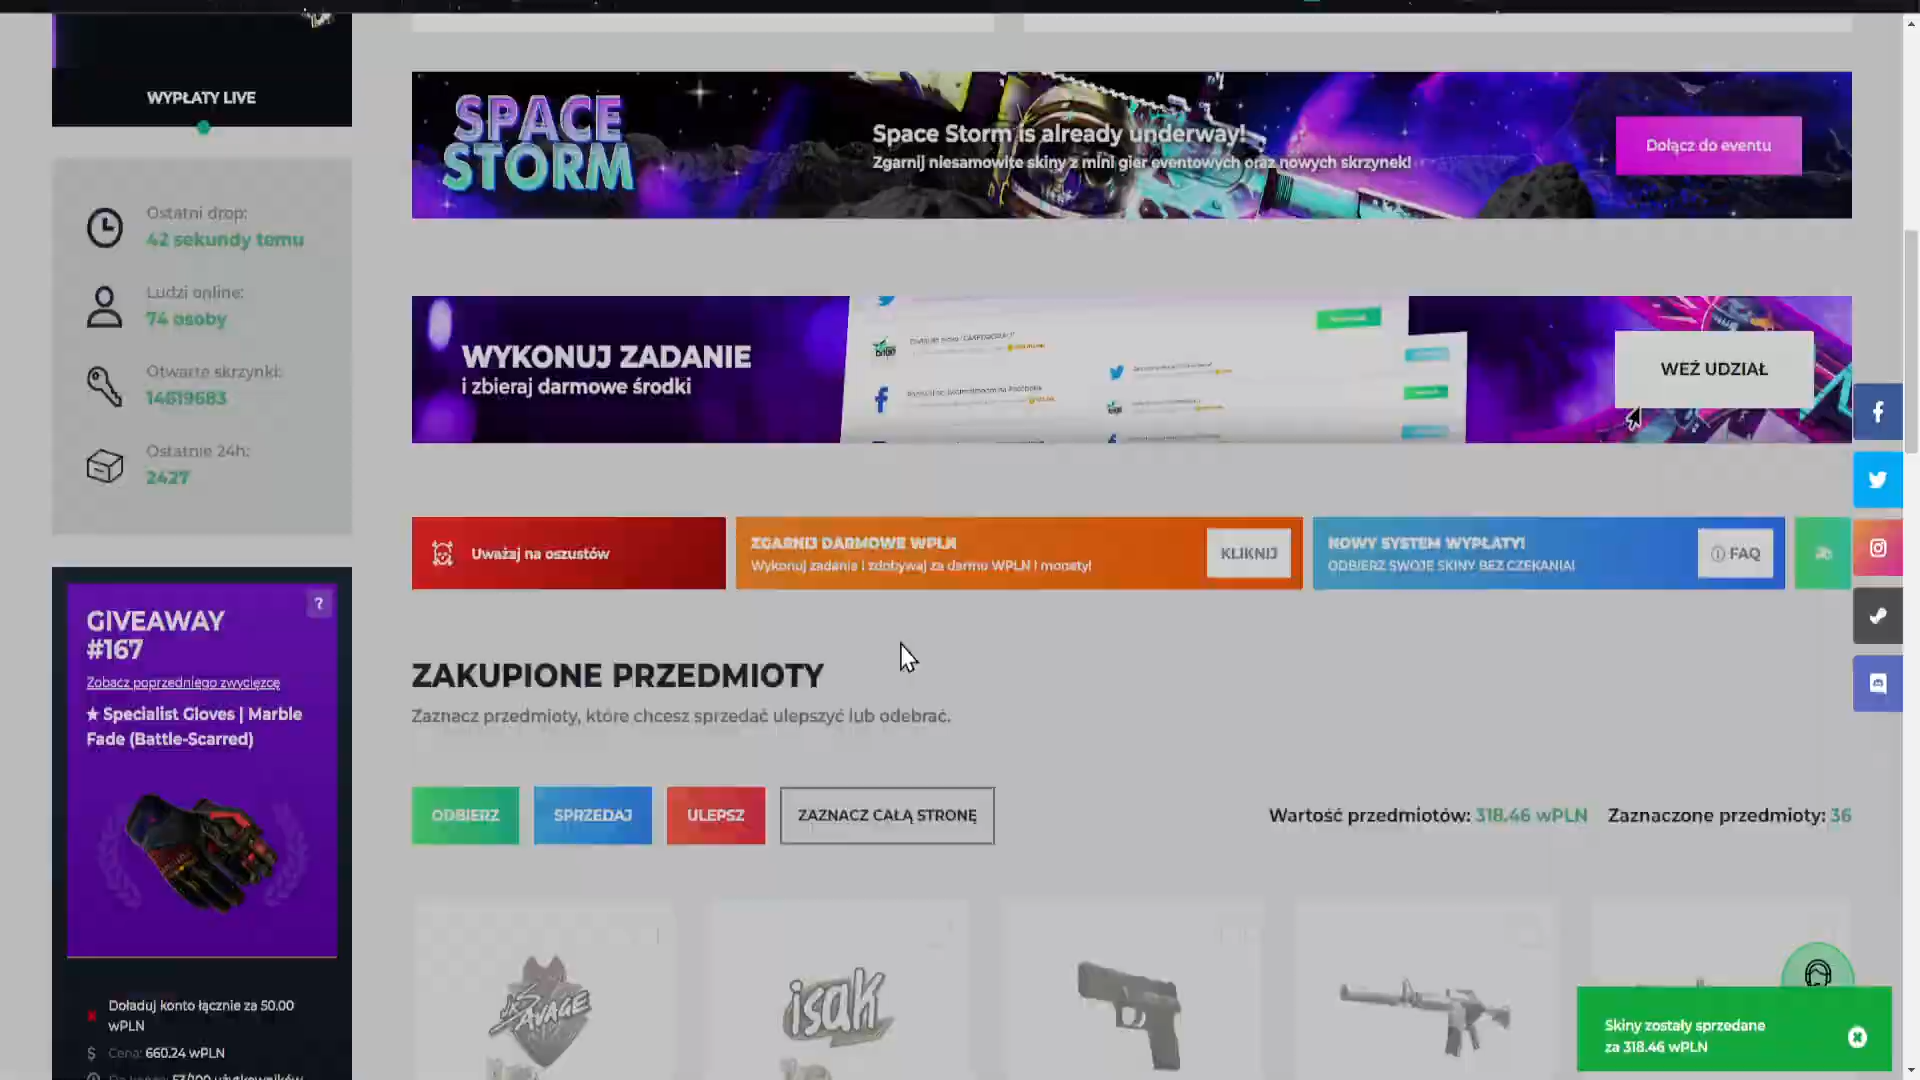 WYPŁATY LIVE
Ostatni drop:
42 sekundy temu
Ludzi online:
74 osoby
Otwarte skrzynki:
14619683
Ostatnie 24h:
2427
GIVEAWAY
#167
?
Zobacz poprzedniego zwycięzcę
★ Specialist Gloves | Marble
Fade (Battle-Scarred)
Doładuj konto łącznie za 50.00
wPLN
$ Cena: 660.24 wPLN
SPACE
STORM
Space Storm is already underway!
Zgarnij niesamowite skiny z mini gier eventowych oraz nowych skrzynek!
Dołącz do eventu
WYKONUJ ZADANIE
i zbieraj darmowe środki
WEŹ UDZIAŁ
Uważaj na oszustów
ZGARNIJ DARMOWE WPLN
Wykonuj zadania i zdobywaj za darmo WPLN i monety!
KLIKNIJ
NOWY SYSTEM WYPŁATY!
ODBIERZ SWOJE SKINY BEZ CZEKANIA!
FAQ
ZAKUPIONE PRZEDMIOTY
Zaznacz przedmioty, które chcesz sprzedać ulepszyć lub odebrać.
ODBIERZ
SPRZEDAJ
ULEPSZ
ZAZNACZ CAŁĄ STRONĘ
Wartość przedmiotów: 318.46 wPLN
Zaznaczone przedmioty: 36
JKS SAVAGE
isak
Skiny zostały sprzedane
za 318.46 wPLN